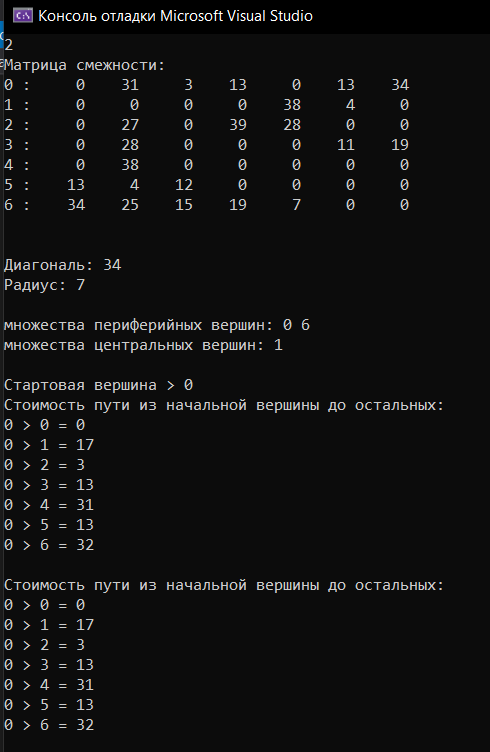 Консоль отладки Microsoft Visual Studio
2
Матрица смежности:
0 : 0 31 3 13 0 13 34
1 : 0 0 0 0 38 4 0
2 : 0 27 0 39 28 0 0
3 : 0 28 0 0 0 11 19
4 : 0 38 0 0 0 0 0
5 : 13 4 12 0 0 0 0
6 : 34 25 15 19 7 0 0
Диагональ: 34
Радиус: 7
множества периферийных вершин: 0 6
множества центральных вершин: 1
Стартовая вершина > 0
Стоимость пути из начальной вершины до остальных:
0 > 0 = 0
0 > 1 = 17
0 > 2 = 3
0 > 3 = 13
0 > 4 = 31
0 > 5 = 13
0 > 6 = 32
Стоимость пути из начальной вершины до остальных:
0 > 0 = 0
0 > 1 = 17
0 > 2 = 3
0 > 3 = 13
0 > 4 = 31
0 > 5 = 13
0 > 6 = 32